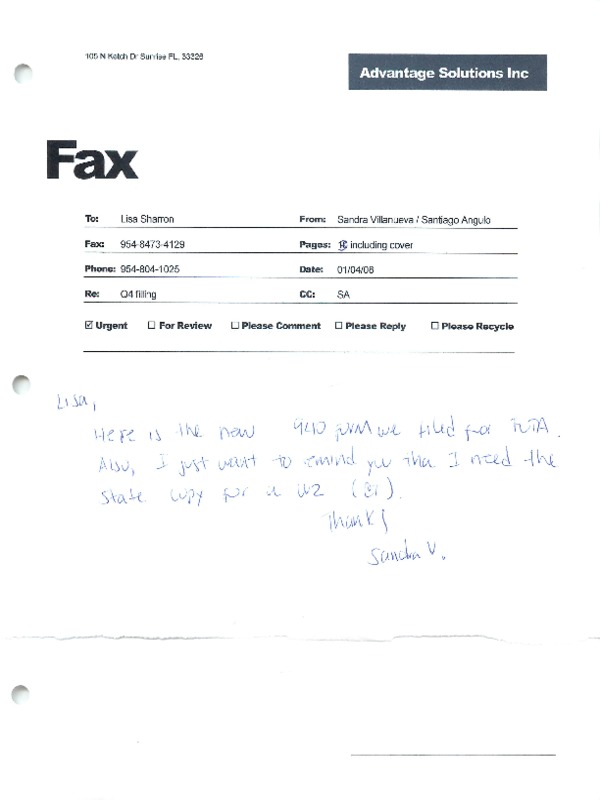 105 N Ketch Dr Sunrise FL, 33326
Advantage Solutions Inc
Fax
To: Lisa Sharron From: Sandra Villanueva / Santiago Angulo
Fax: 954-8473-4129 Pages: including cover
Phone: 954-804-1025 Date: 01/04/08
Re: Q4 filling CC: SA
☑ Urgent ☐ For Review ☐ Please Comment ☐ Please Reply ☐ Please Recycle
Lisa,
Here is the new 940 form we filed for FUTA.
Also, I just want to remind you tha I need the
State copy for a W2 (CT).
Thanks
Sandra V.